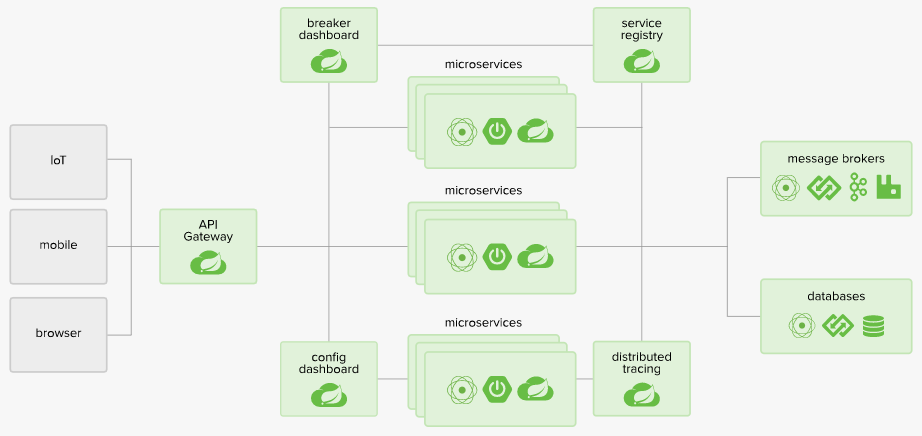 breaker
dashboard
service
registry
microservices
IoT
message brokers
microservices
mobile
API
Gateway
databases
browser
microservices
config
dashboard
distributed
tracing